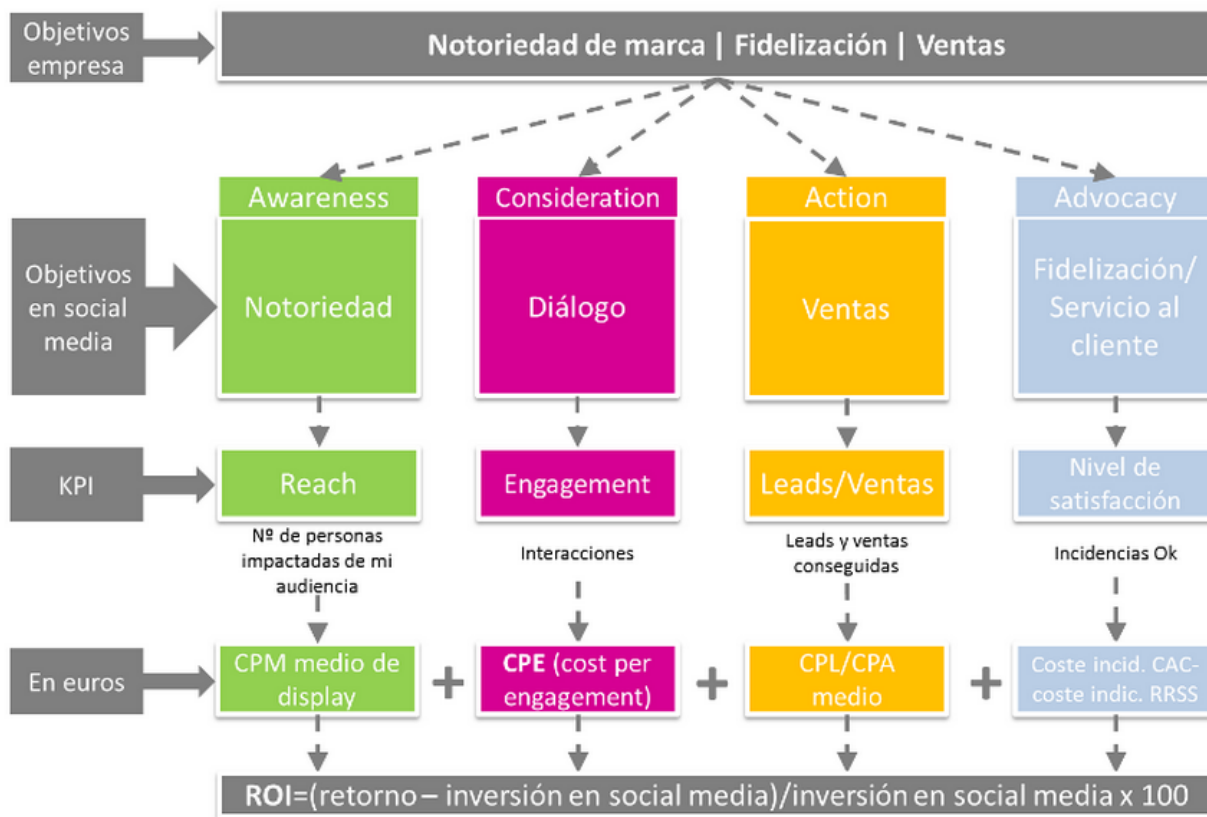 Objetivos
empresa
Notoriedad de marca | Fidelización | Ventas
Awareness
Consideration
Action
Advocacy
Objetivos
en social
media
Notoriedad
Diálogo
Ventas
Fidelización/
Servicio al
cliente
KPI
Reach
Engagement
Leads/Ventas
Nivel de
satisfacción
Nº de personas
impactadas de mi
audiencia
Interacciones
Leads y ventas
conseguidas
Incidencias Ok
En euros
CPM medio de
display
+
CPE (cost per
engagement)
+
CPL/CPA
medio
+
Coste incid. CAC-
coste indic. RRSS
ROI=(retorno – inversión en social media)/inversión en social media x 100